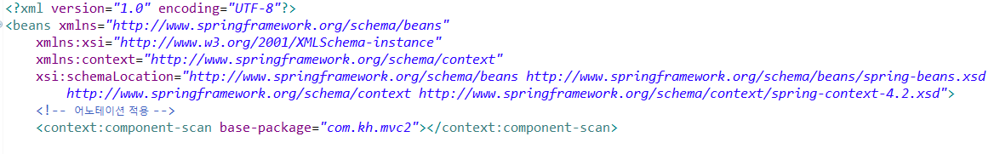 <?xml version="1.0" encoding="UTF-8"?>
<beans xmlns="http://www.springframework.org/schema/beans"
xmlns:xsi="http://www.w3.org/2001/XMLSchema-instance"
xmlns:context="http://www.springframework.org/schema/context"
xsi:schemaLocation="http://www.springframework.org/schema/beans http://www.springframework.org/schema/beans/spring-beans.xsd
http://www.springframework.org/schema/context http://www.springframework.org/schema/context/spring-context-4.2.xsd">
<!-- 어노테이션 적용 -->
<context:component-scan base-package="com.kh.mvc2"></context:component-scan>